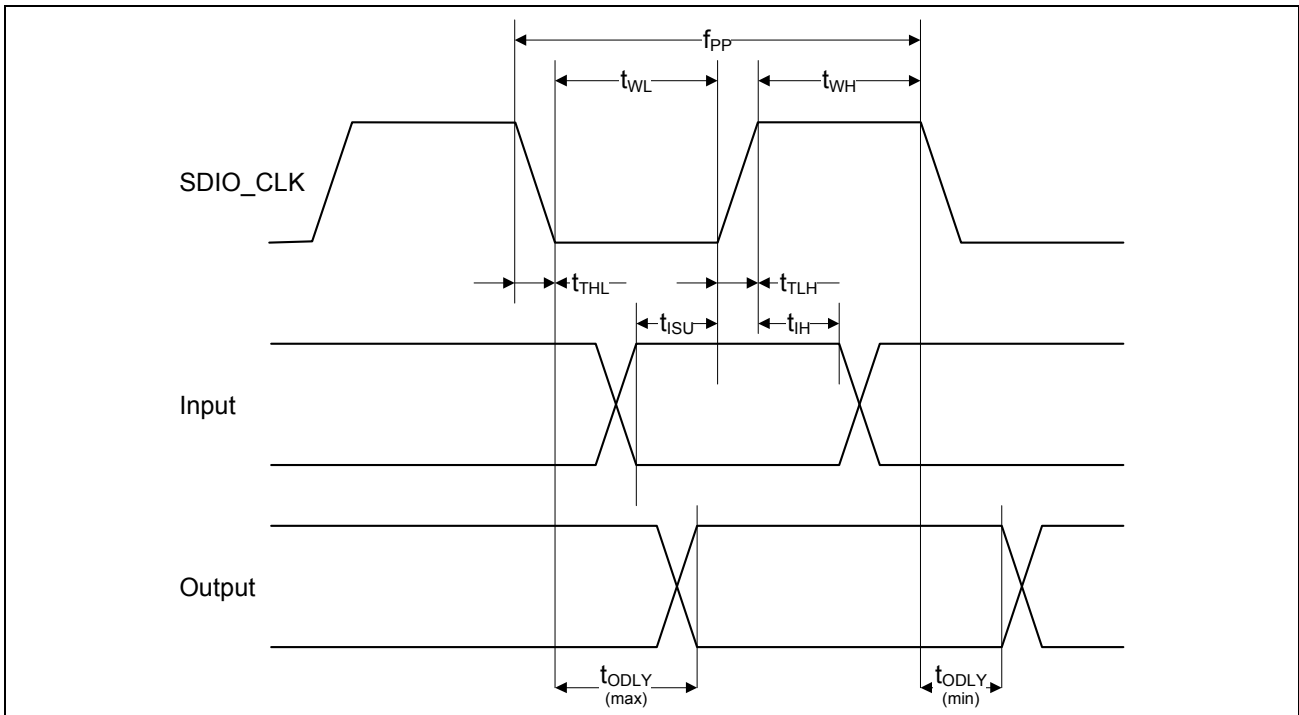 fPP
tWL
tWH
SDIO_CLK
tTHL
tTLH
tISU
tIH
Input
Output
tODLY
(max)
tODLY
(min)